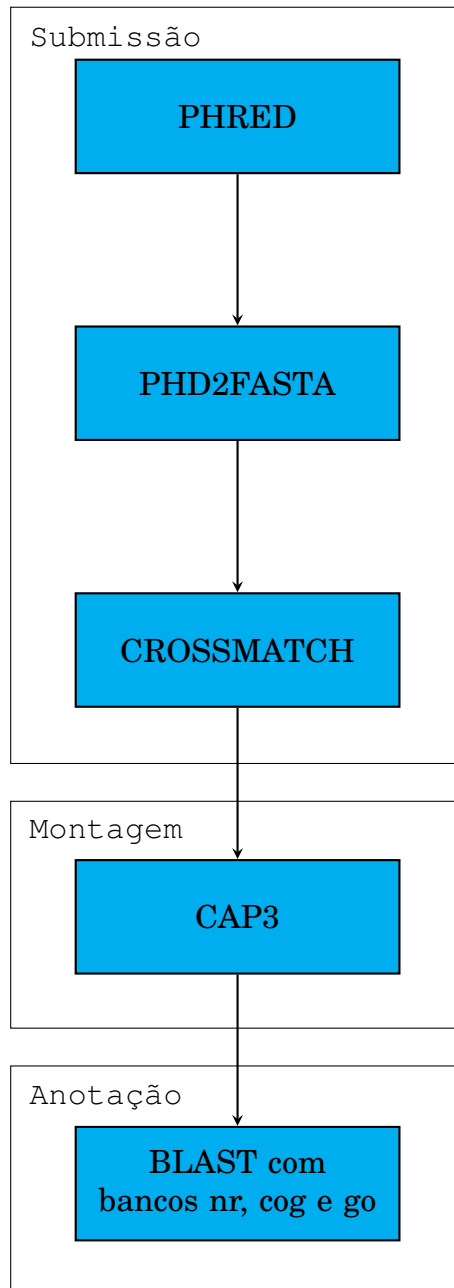 Submissão
PHRED
PHD2FASTA
CROSSMATCH
Montagem
CAP3
Anotação
BLAST com
bancos nr, cog e go